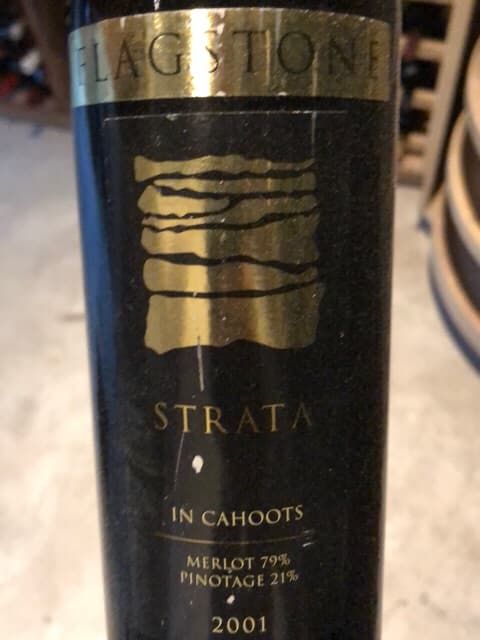 FLAGSTONE
STRATA
IN CAHOOTS
MERLOT 79%
PINOTAGE 21%
2001